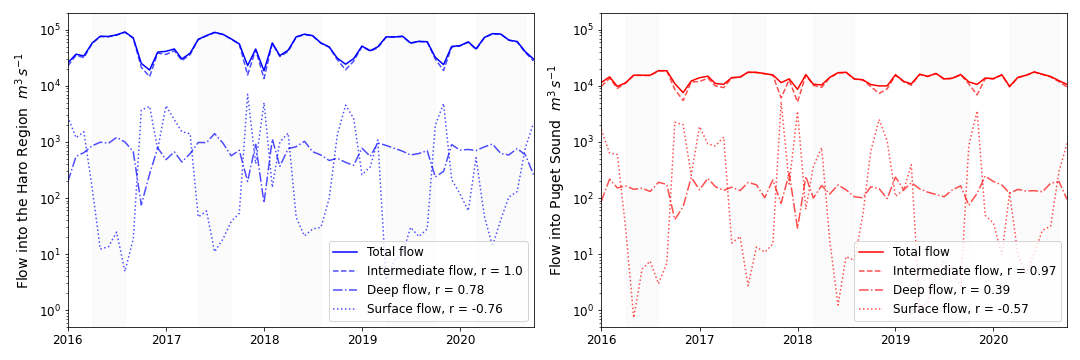 Flow into the Haro Region m³ s⁻¹
10⁵
10⁴
10³
10²
10¹
10⁰
2016 2017 2018 2019 2020
Total flow
Intermediate flow, r = 1.0
Deep flow, r = 0.78
Surface flow, r = -0.76
Flow into Puget Sound m³ s⁻¹
10⁵
10⁴
10³
10²
10¹
10⁰
2016 2017 2018 2019 2020
Total flow
Intermediate flow, r = 0.97
Deep flow, r = 0.39
Surface flow, r = -0.57